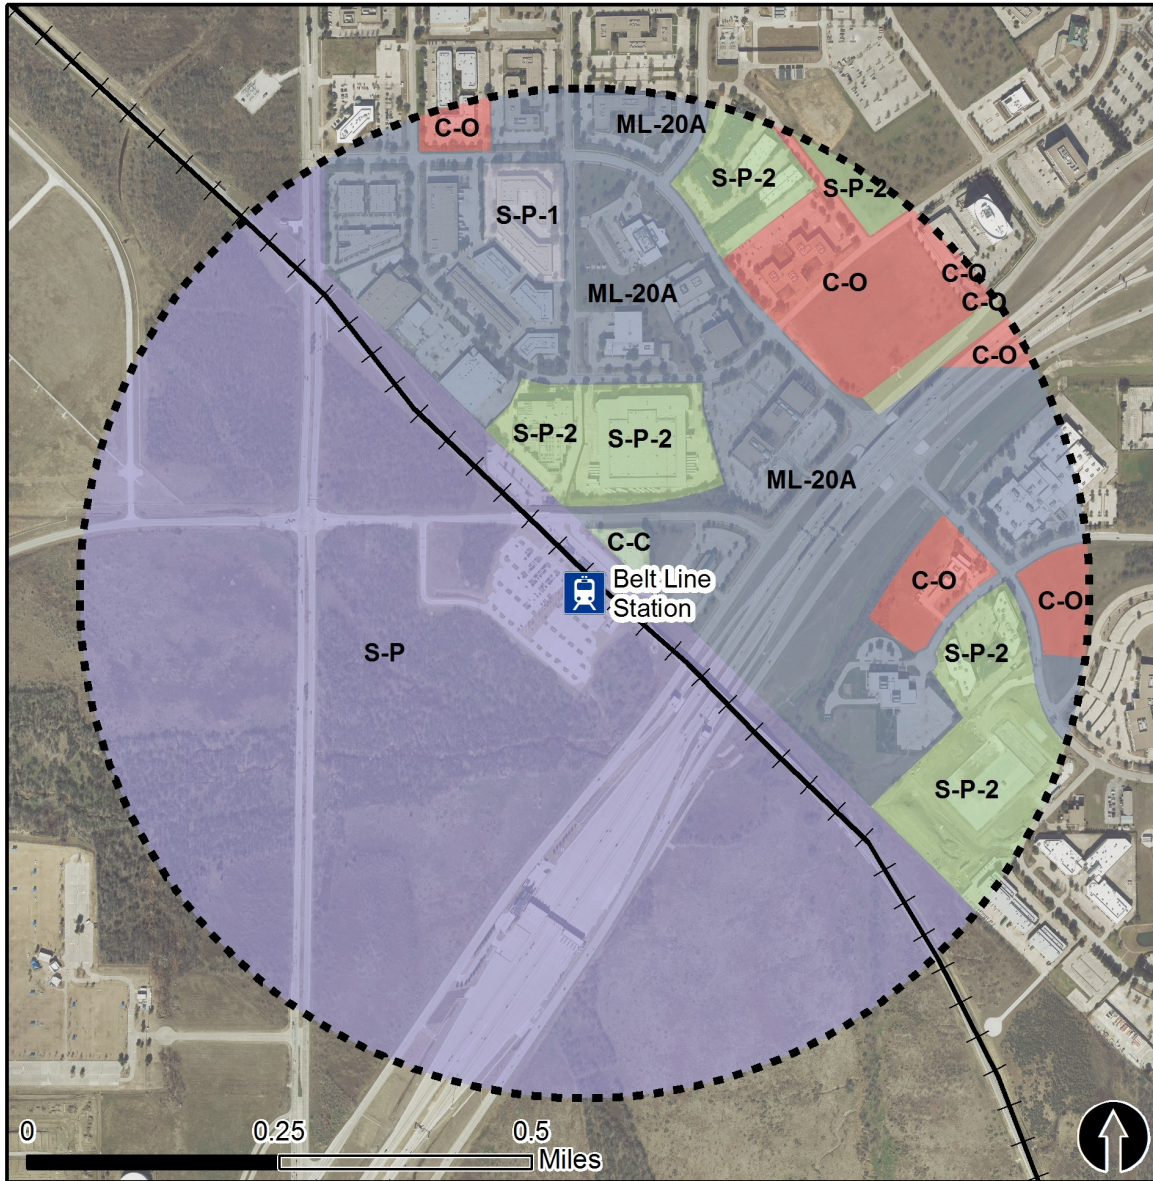 C-O
ML-20A
S-P-2
S-P-2
S-P-1
C-O
C-O
ML-20A
C-O
C-O
S-P-2
S-P-2
ML-20A
C-C
Belt Line
Station
C-O
C-O
S-P
S-P-2
S-P-2
0
0.25
0.5
Miles